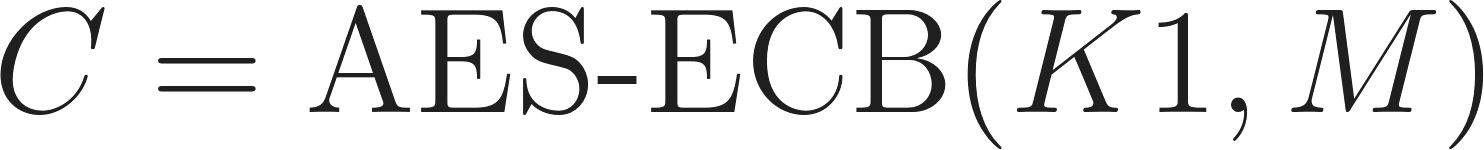 C = AES-ECB(K1, M)